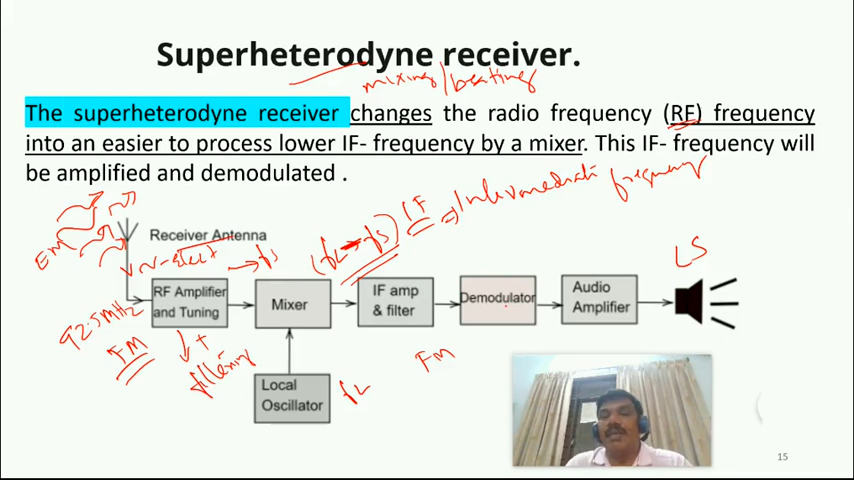 Superheterodyne receiver.
mixing/beating
The superheterodyne receiver changes the radio frequency (RF) frequency
into an easier to process lower IF- frequency by a mixer. This IF- frequency will
be amplified and demodulated .
(fL-fs) IF => Intermediate frequency
EM
Receiver Antenna
fs
LS
RF Amplifier
and Tuning
Mixer
IF amp
& filter
Demodulator
Audio
Amplifier
92.5MHz
FM
+
filtering
FM
Local
Oscillator
fL
15